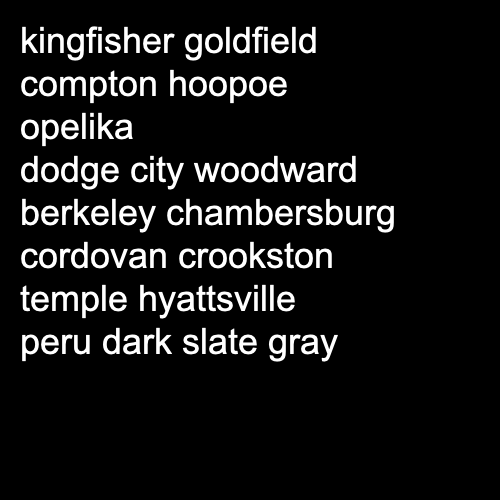 kingfisher goldfield
compton hoopoe
opelika
dodge city woodward
berkeley chambersburg
cordovan crookston
temple hyattsville
peru dark slate gray